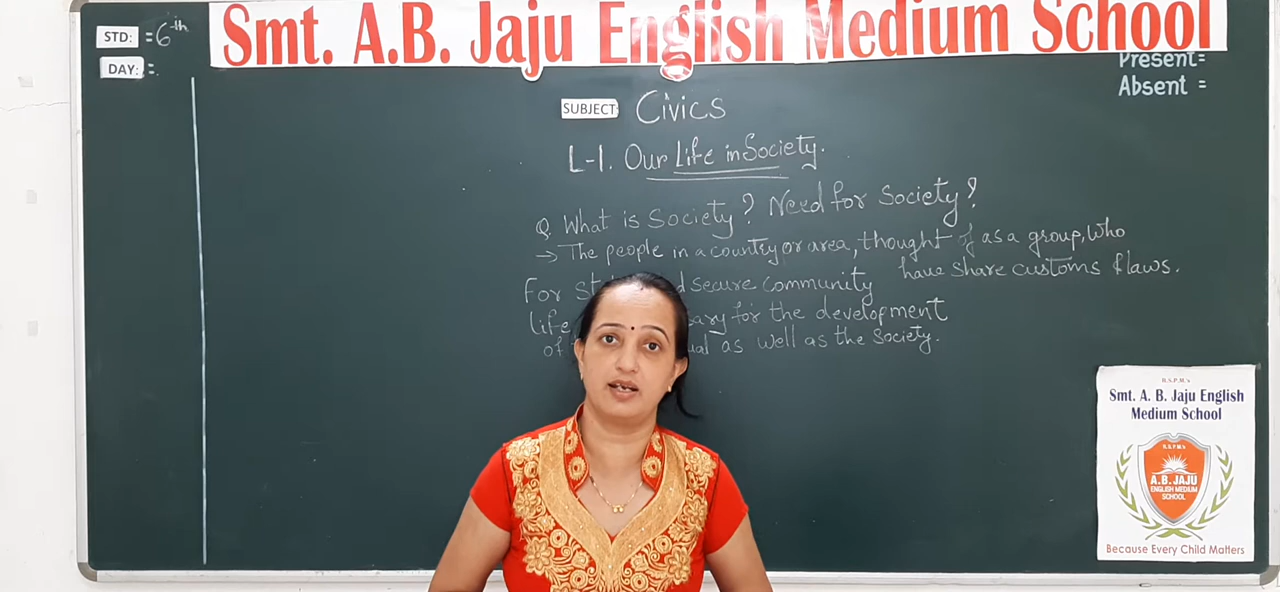 STD: = 6th
Smt. A.B. Jaju English Medium School
DAY: =
Present=
Absent =
SUBJECT: Civics
L-1. Our Life in Society.
Q. What is Society? Need for Society?
→ The people in a country or area, thought of as a group, who
have share customs & laws.
For secure community
life for the development
of as well as the Society.
H.S.P.M.'s
Smt. A. B. Jaju English
Medium School
A.B. JAJU
ENGLISH MEDIUM
SCHOOL
Because Every Child Matters